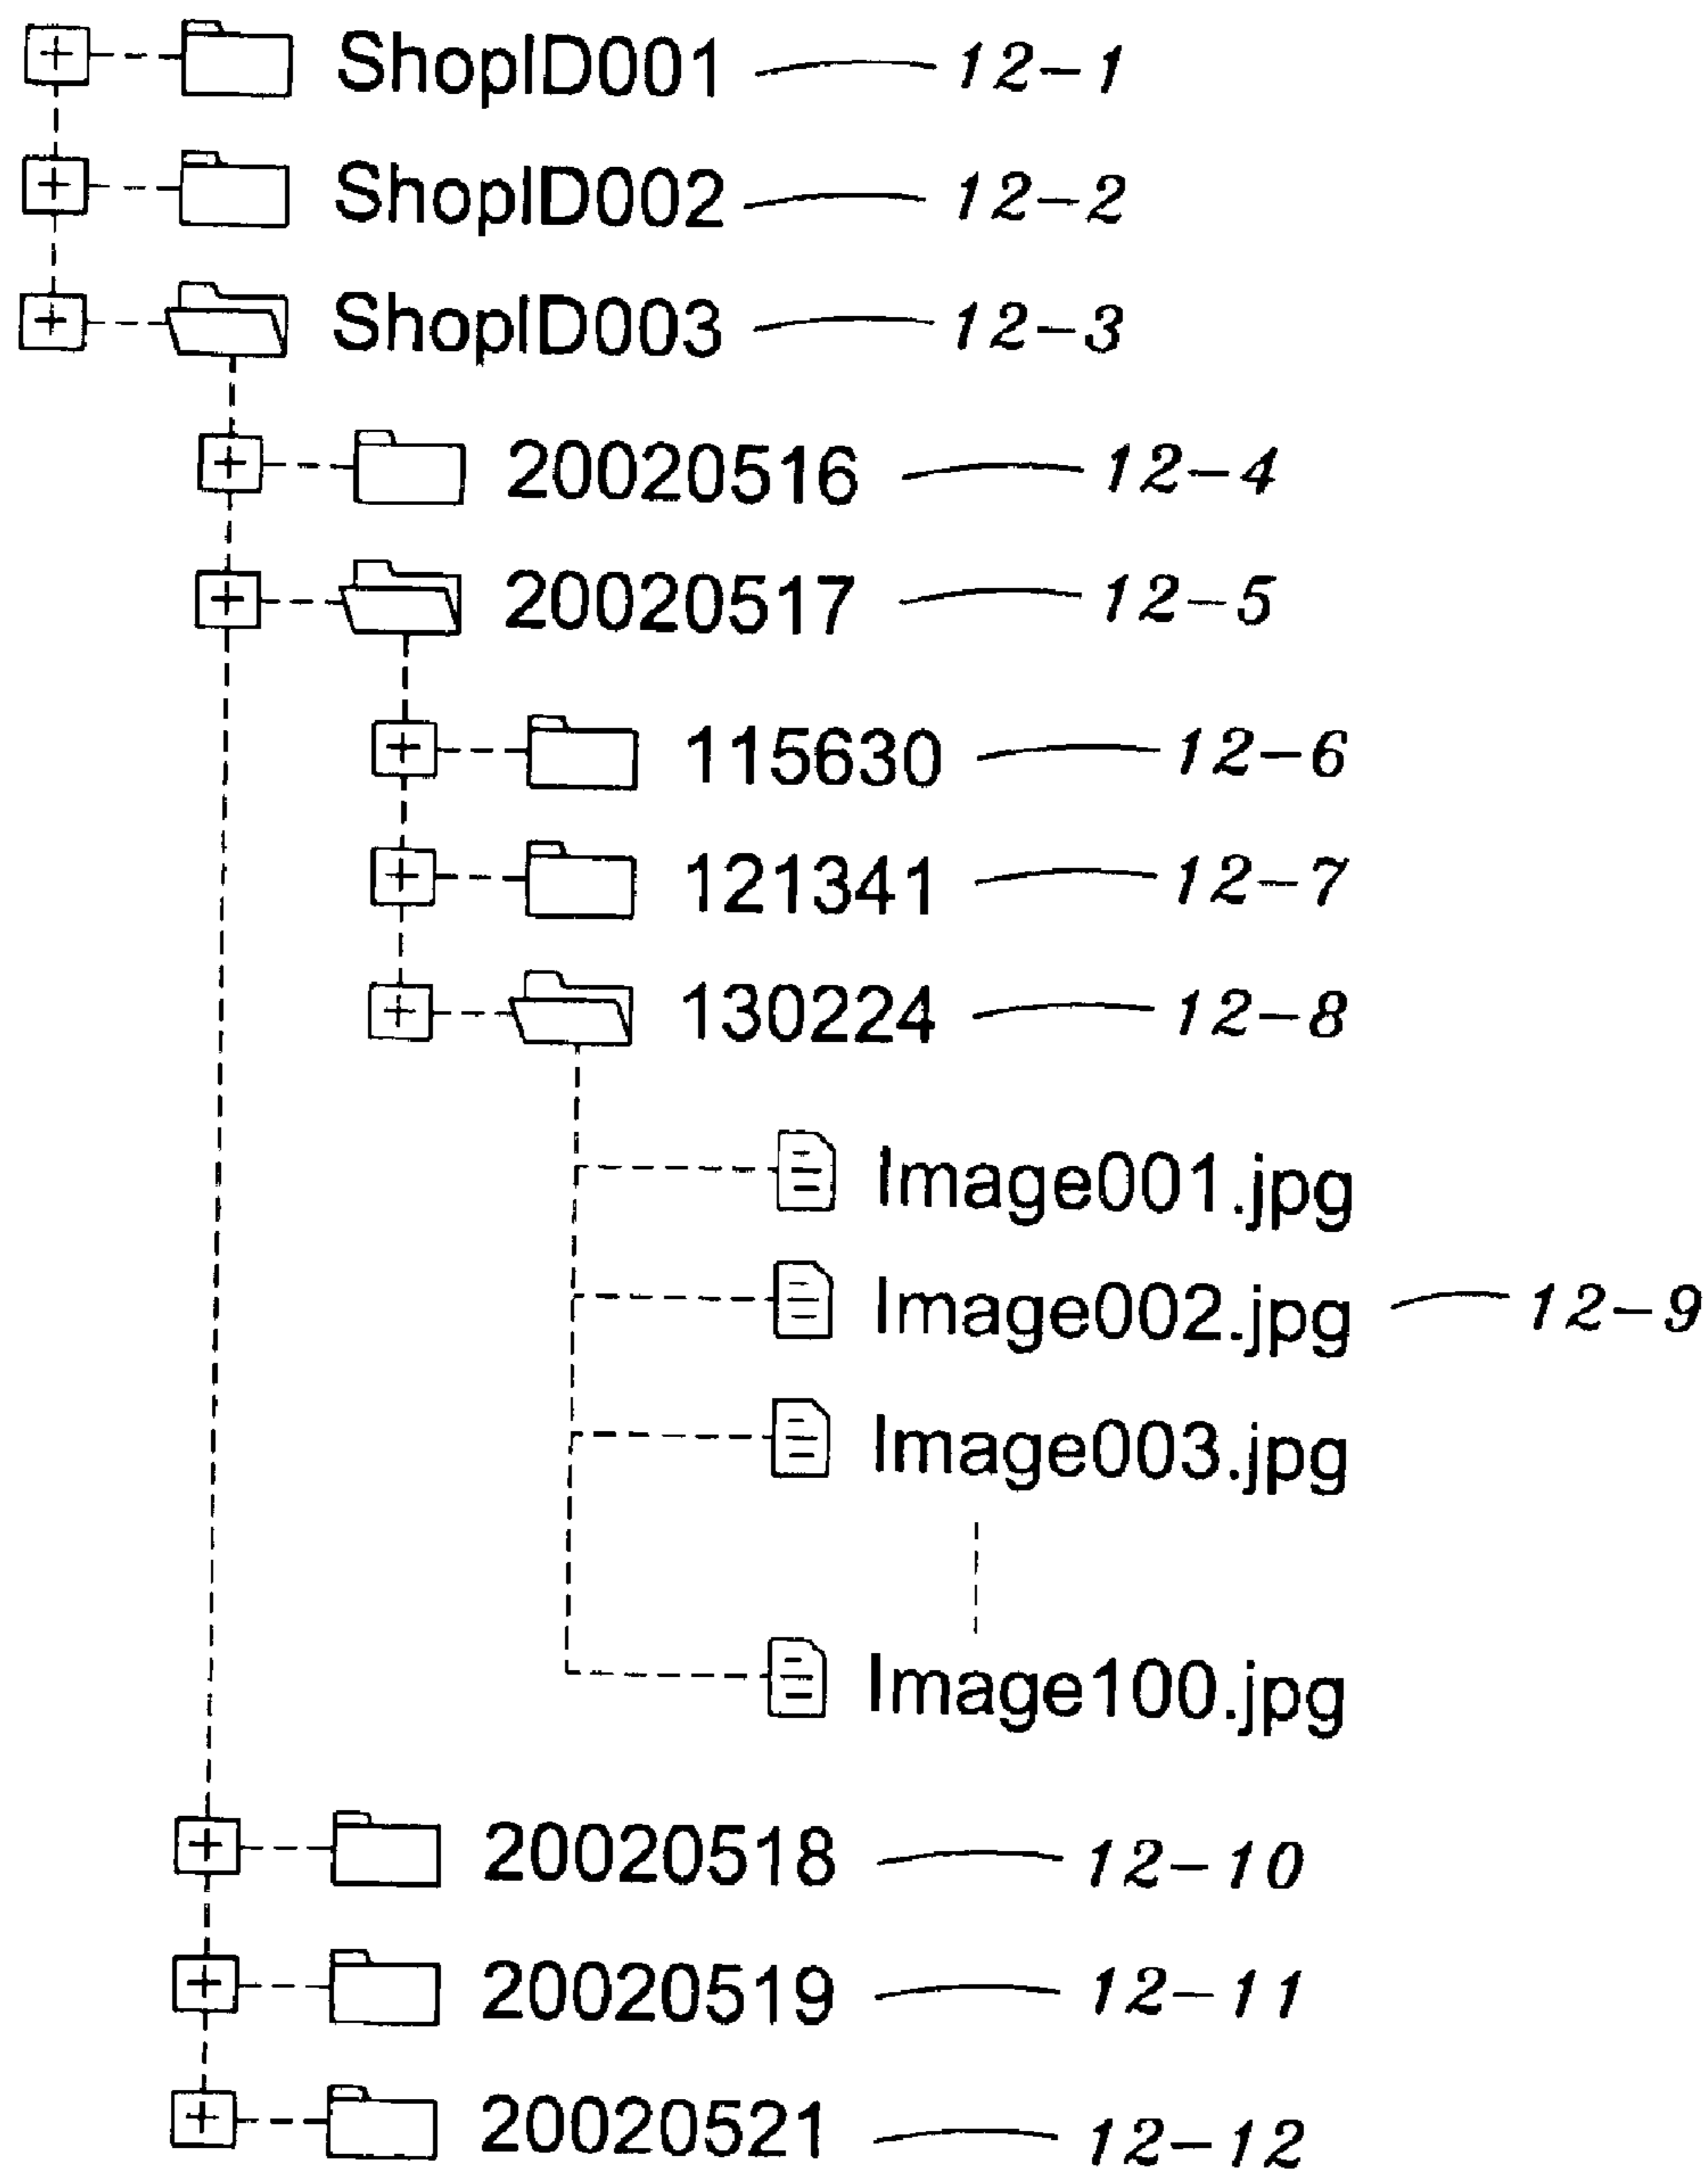 ShopID001 12-1
ShopID002 12-2
ShopID003 12-3
20020516 12-4
20020517 12-5
115630 12-6
121341 12-7
130224 12-8
Image001.jpg
Image002.jpg 12-9
Image003.jpg
Image100.jpg
20020518 12-10
20020519 12-11
20020521 12-12